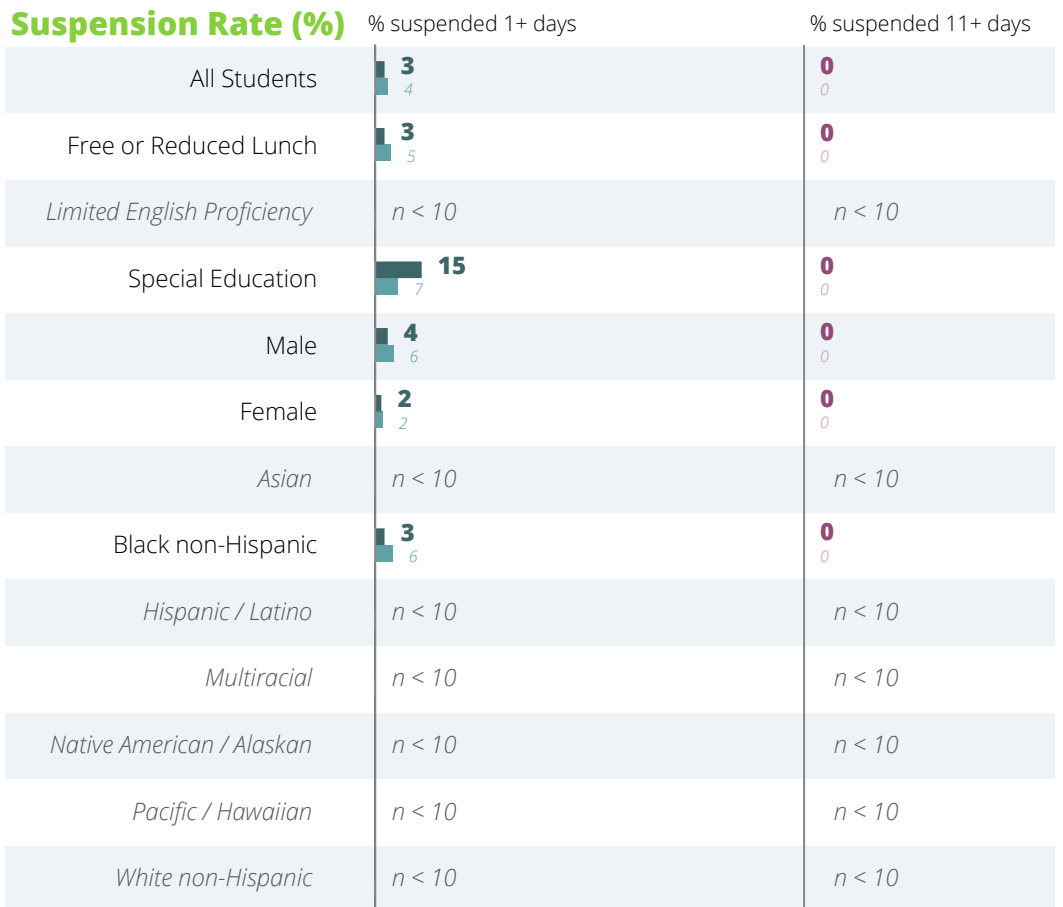 Suspension Rate (%) % suspended 1+ days % suspended 11+ days
All Students 3 0
4 0
Free or Reduced Lunch 3 0
5 0
Limited English Proficiency n < 10 n < 10
Special Education 15 0
7 0
Male 4 0
6 0
Female 2 0
2 0
Asian n < 10 n < 10
Black non-Hispanic 3 0
6 0
Hispanic / Latino n < 10 n < 10
Multiracial n < 10 n < 10
Native American / Alaskan n < 10 n < 10
Pacific / Hawaiian n < 10 n < 10
White non-Hispanic n < 10 n < 10